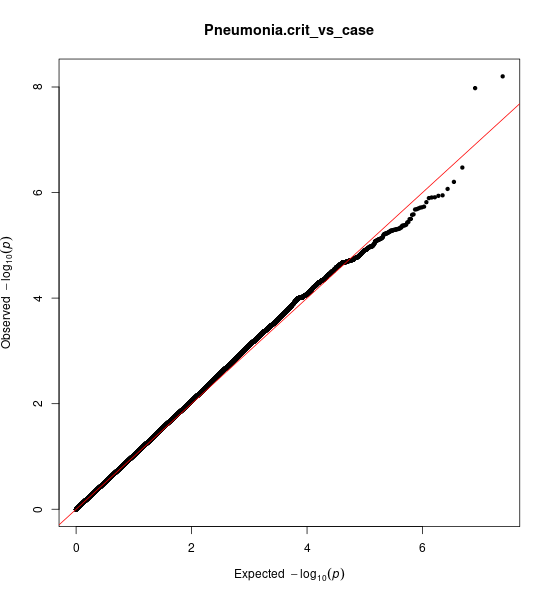 Pneumonia.crit_vs_case
8
6
4
2
0
Observed −log10(p)
0 2 4 6
Expected −log10(p)